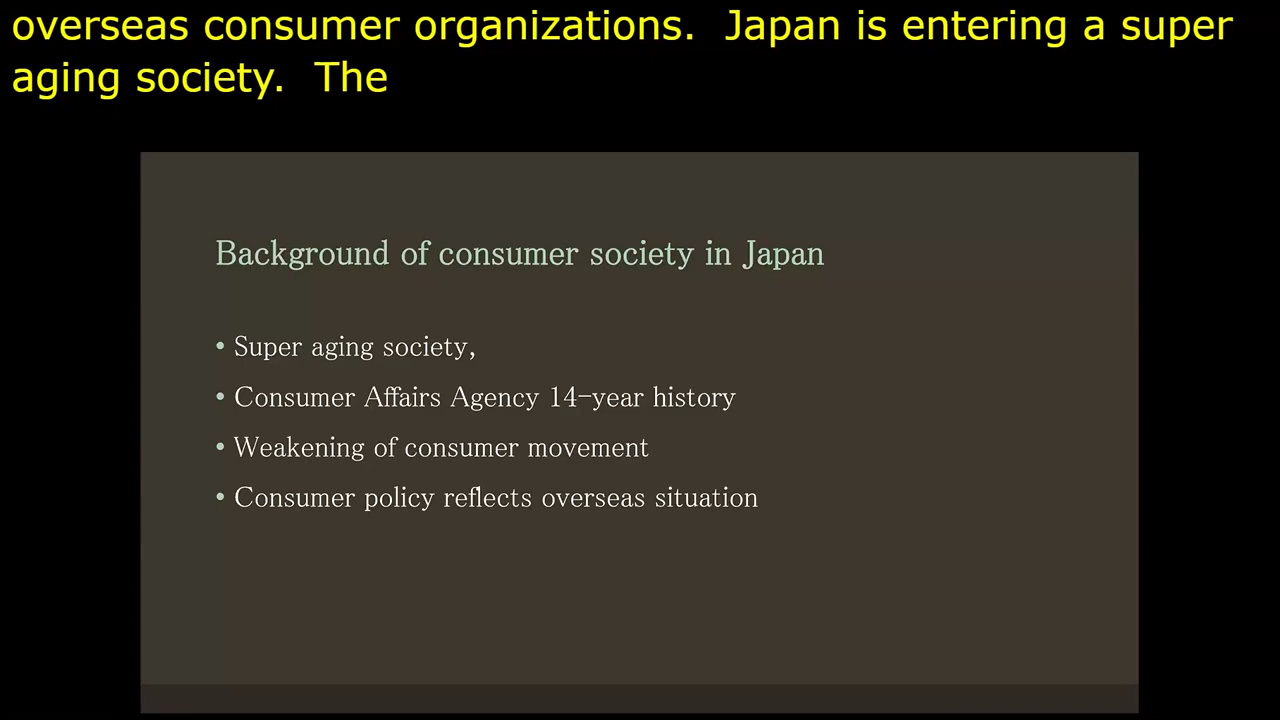 overseas consumer organizations.  Japan is entering a super
aging society.  The
Background of consumer society in Japan
• Super aging society,
• Consumer Affairs Agency 14-year history
• Weakening of consumer movement
• Consumer policy reflects overseas situation